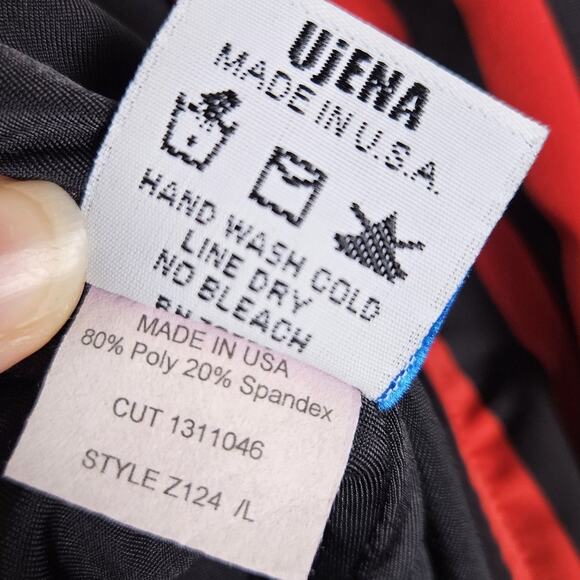 UjENA
MADE IN U.S.A.
HAND WASH COLD
LINE DRY
NO BLEACH
MADE IN USA
80% Poly 20% Spandex
CUT 1311046
STYLE Z124 /L